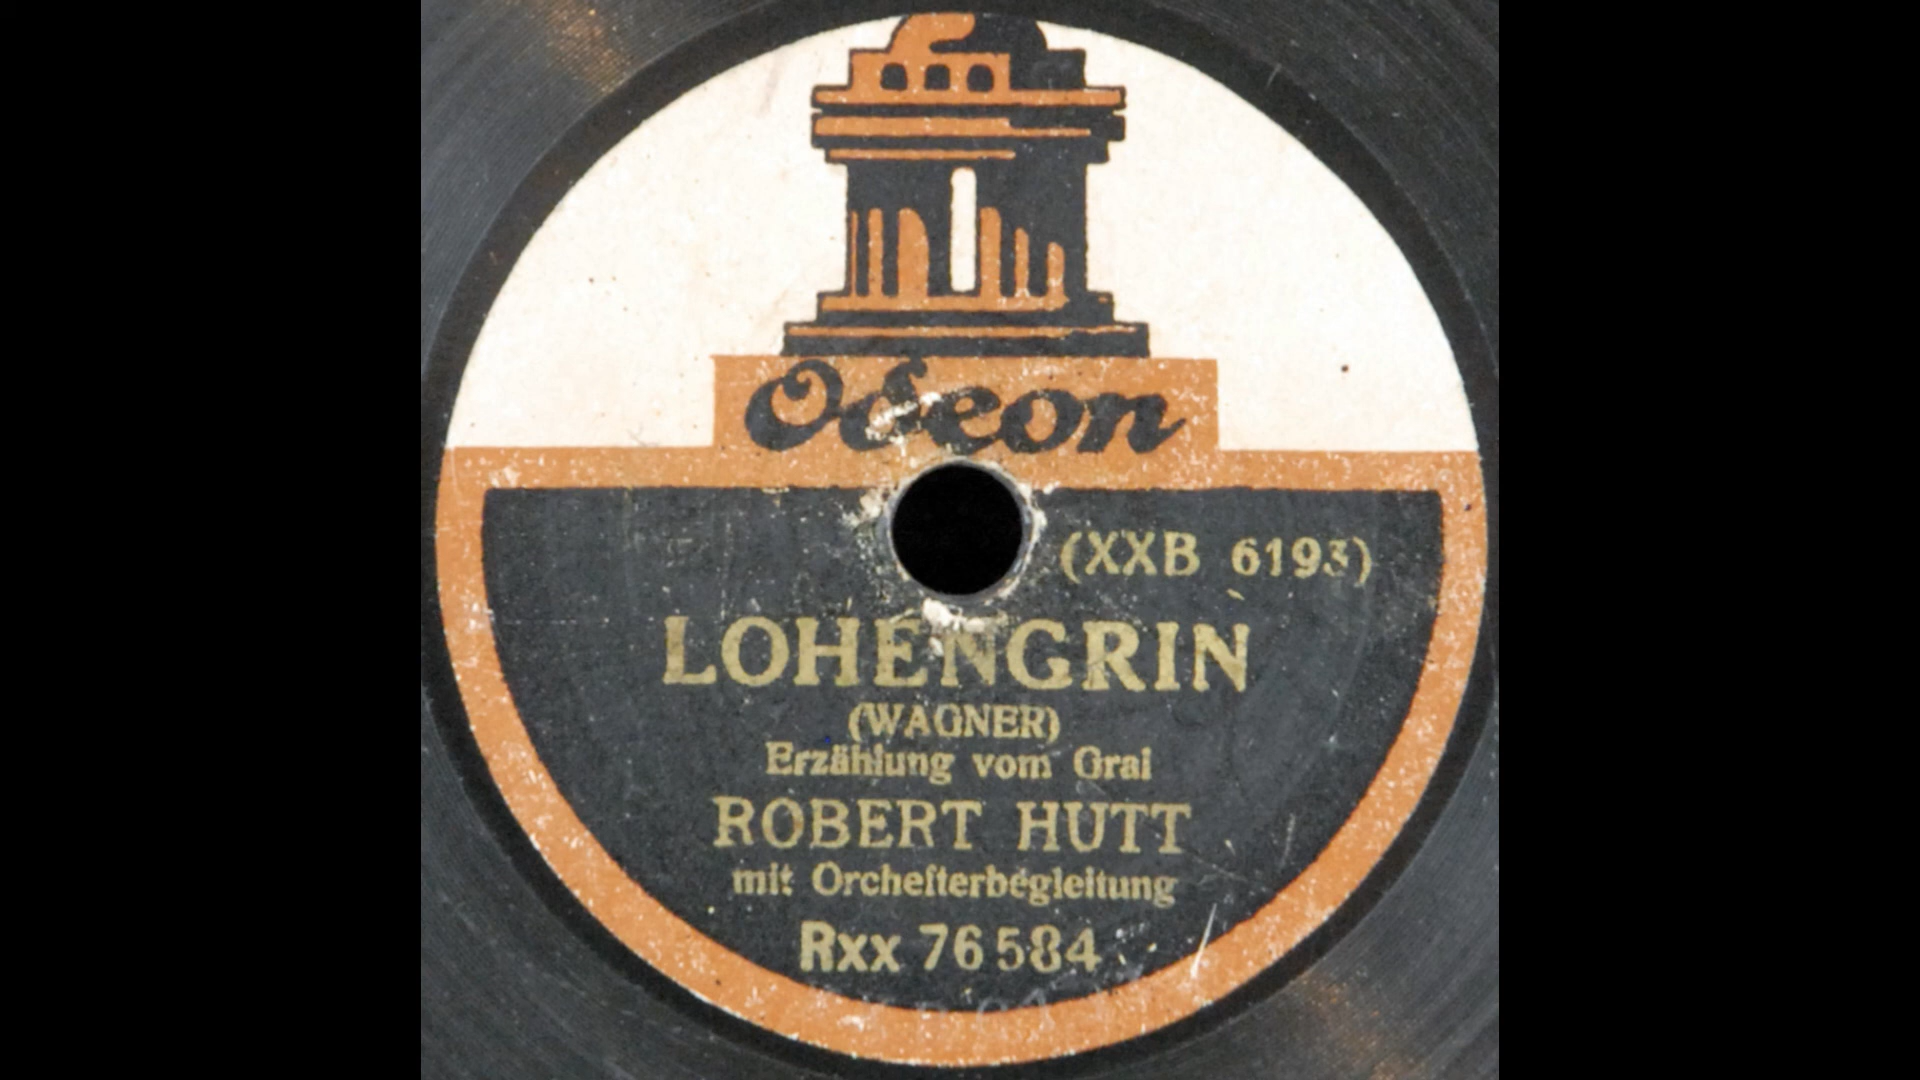 Odeon
(XXB 6193)
LOHENGRIN
(WAGNER)
Erzählung vom Gral
ROBERT HUTT
mit Orcheſterbegleitung
Rxx 76584